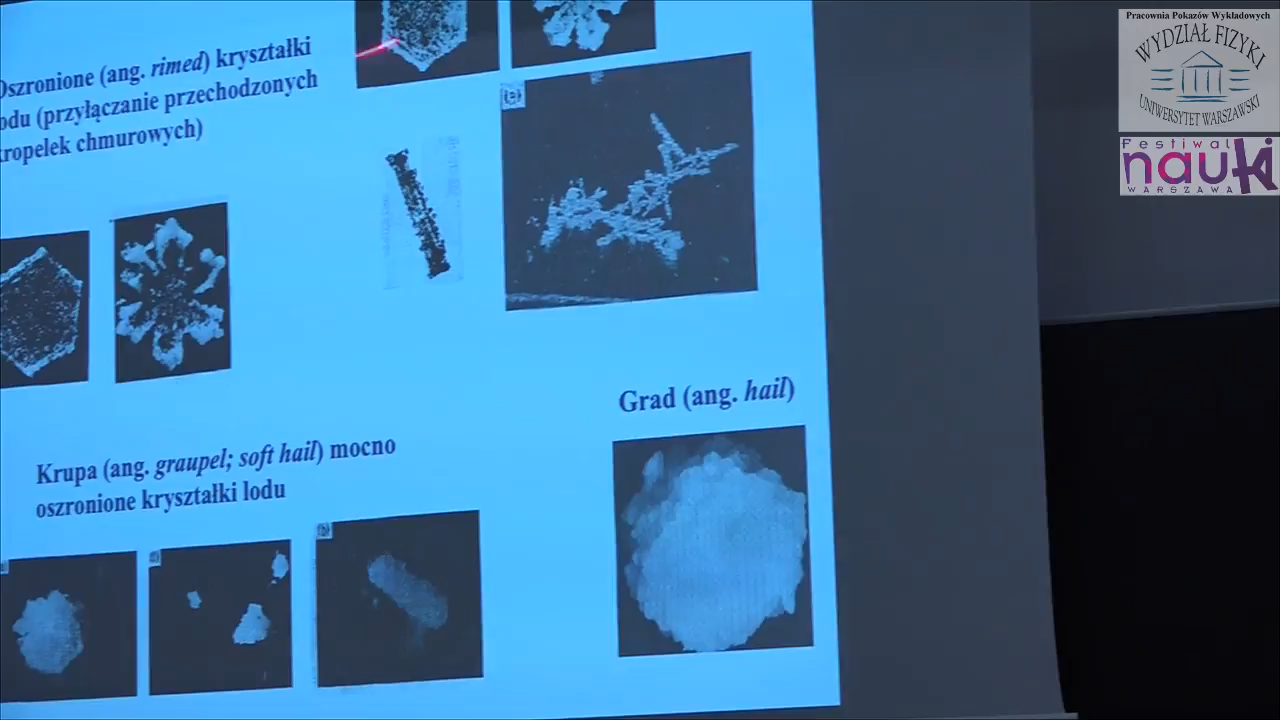 Oszronione (ang. rimed) kryształki
lodu (przyłączanie przechodzonych
kropelek chmurowych)
(e)
Krupa (ang. graupel; soft hail) mocno
oszronione kryształki lodu
Grad (ang. hail)
Pracownia Pokazów Wykładowych
WYDZIAŁ FIZYKI
UNIWERSYTET WARSZAWSKI
Festiwal
nauki
WARSZAWA